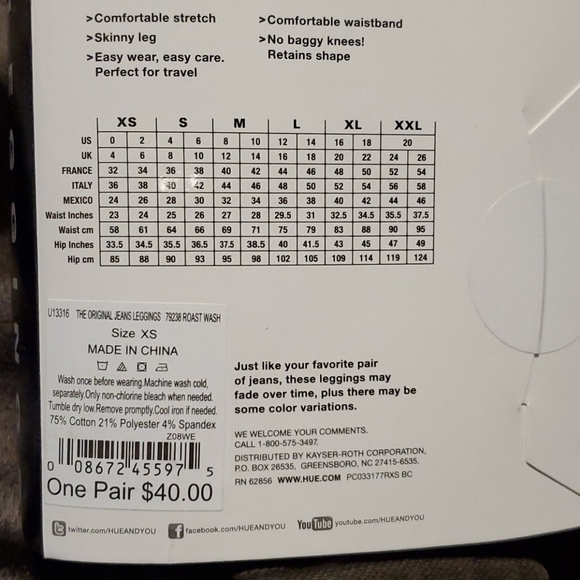 >Comfortable stretch
>Skinny leg
>Easy wear, easy care.
Perfect for travel
>Comfortable waistband
>No baggy knees!
Retains shape
XS S M L XL XXL
US 0 2 4 6 8 10 12 14 16 18 20
UK 4 6 8 10 12 14 16 18 20 22 24 26
FRANCE 32 34 36 38 40 42 44 46 48 50 52 54
ITALY 36 38 40 42 44 46 48 50 52 54 56 58
MEXICO 24 26 28 30 32 34 36 38 40 42 44 46
Waist Inches 23 24 25 26 27 28 29.5 31 32.5 34.5 35.5 37.5
Waist cm 58 61 64 66 69 71 75 79 83 88 90 95
Hip Inches 33.5 34.5 35.5 36.5 37.5 38.5 40 41.5 43 45 47 49
Hip cm 85 88 90 93 95 98 102 105 109 114 119 124
U13316 THE ORIGINAL JEANS LEGGINGS 79238 ROAST WASH
Size XS
MADE IN CHINA
Wash once before wearing.Machine wash cold,
separately.Only non-chlorine bleach when needed.
Tumble dry low.Remove promptly.Cool iron if needed.
75% Cotton 21% Polyester 4% Spandex
Z08WE
0 08672 45597 5
One Pair $40.00
Just like your favorite pair
of jeans, these leggings may
fade over time, plus there may be
some color variations.
WE WELCOME YOUR COMMENTS.
CALL 1-800-575-3497.
DISTRIBUTED BY KAYSER-ROTH CORPORATION,
P.O. BOX 26535, GREENSBORO, NC 27415-6535.
RN 62856 WWW.HUE.COM PC033177RXS BC
twitter.com/HUEANDYOU
facebook.com/HUEANDYOU
YouTube youtube.com/HUEANDYOU